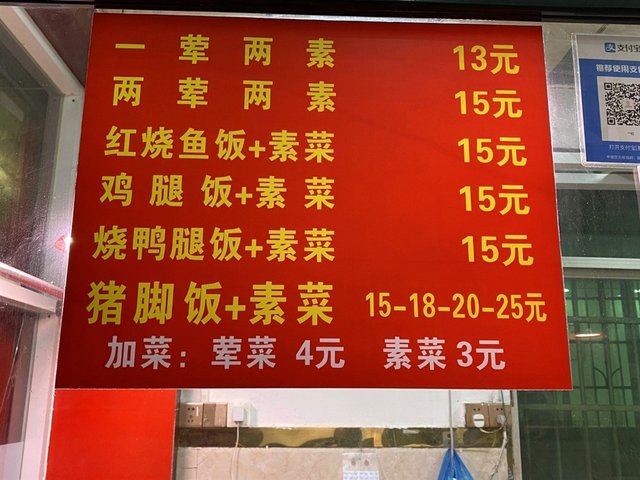 一荤两素 13元
两荤两素 15元
红烧鱼饭+素菜 15元
鸡腿饭+素菜 15元
烧鸭腿饭+素菜 15元
猪脚饭+素菜 15-18-20-25元
加菜：荤菜 4元 素菜 3元
支付宝
推荐使用支付